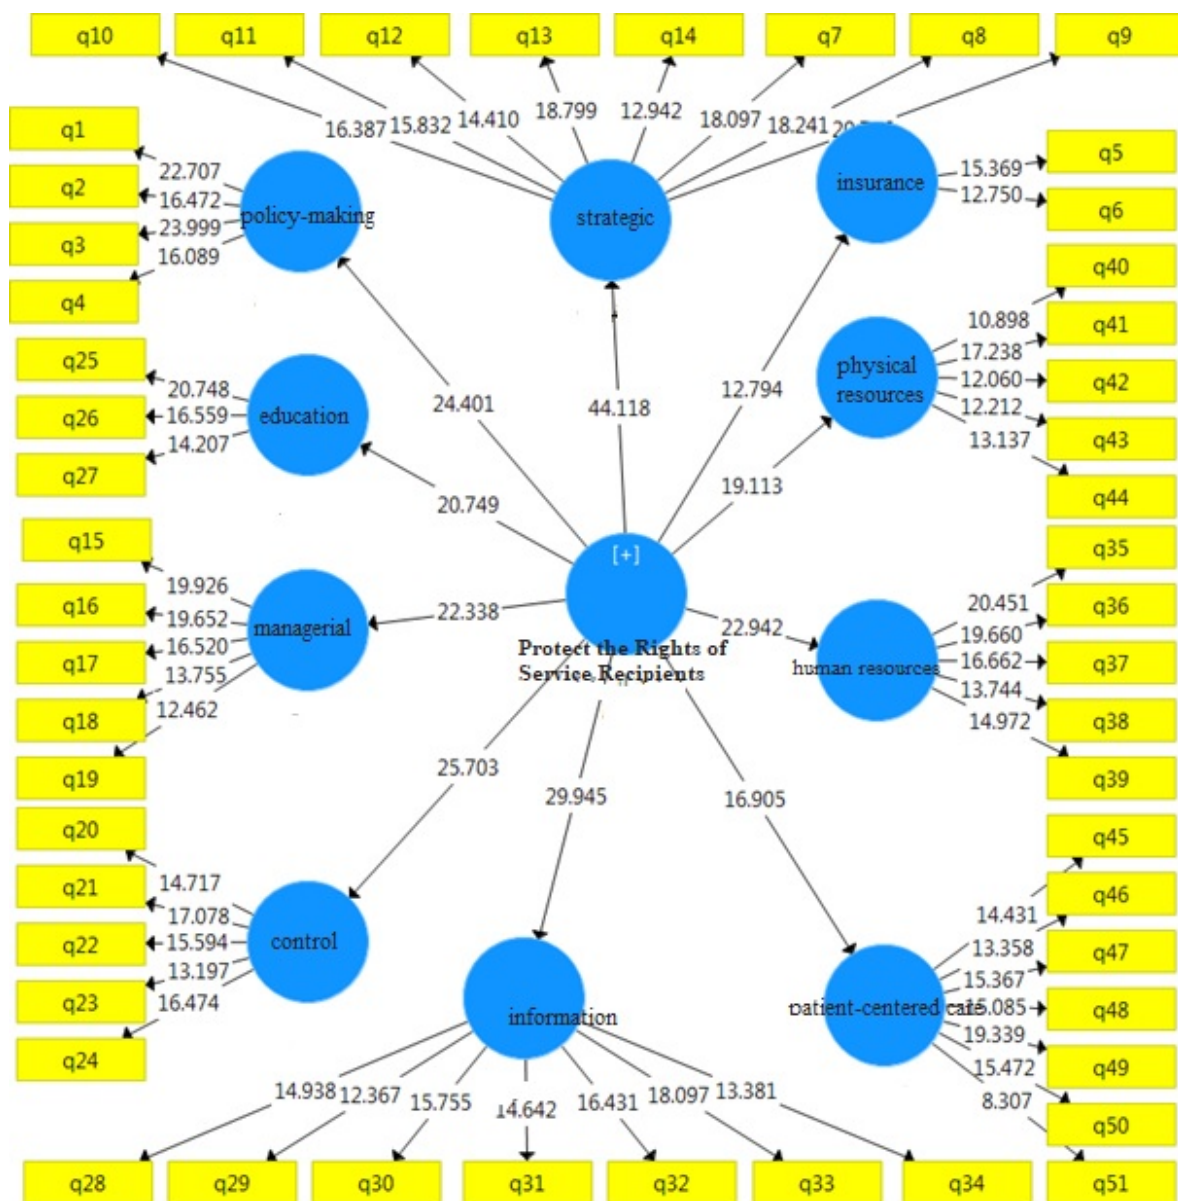 q10 q11 q12 q13 q14 q7 q8 q9
16.387 15.832 14.410 18.799 12.942 18.097 18.241
q1
q2
q3
q4
22.707
16.472
23.999
16.089
policy-making
strategic
insurance
15.369
12.750
q5
q6
q25
q26
q27
20.748
16.559
14.207
education
24.401
44.118
12.794
physical
resources
10.898
17.238
12.060
12.212
13.137
q40
q41
q42
q43
q44
20.749
19.113
[+]
Protect the Rights of
Service Recipients
q15
q16
q17
q18
q19
19.926
19.652
16.520
13.755
12.462
managerial
22.338
22.942
human resources
20.451
19.660
16.662
13.744
14.972
q35
q36
q37
q38
q39
25.703
29.945
16.905
q20
q21
q22
q23
q24
14.717
17.078
15.594
13.197
16.474
control
information
patient-centered care
14.431
13.358
15.367
15.085
19.339
15.472
8.307
q45
q46
q47
q48
q49
q50
q51
14.938 12.367 15.755 14.642 16.431 18.097 13.381
q28 q29 q30 q31 q32 q33 q34